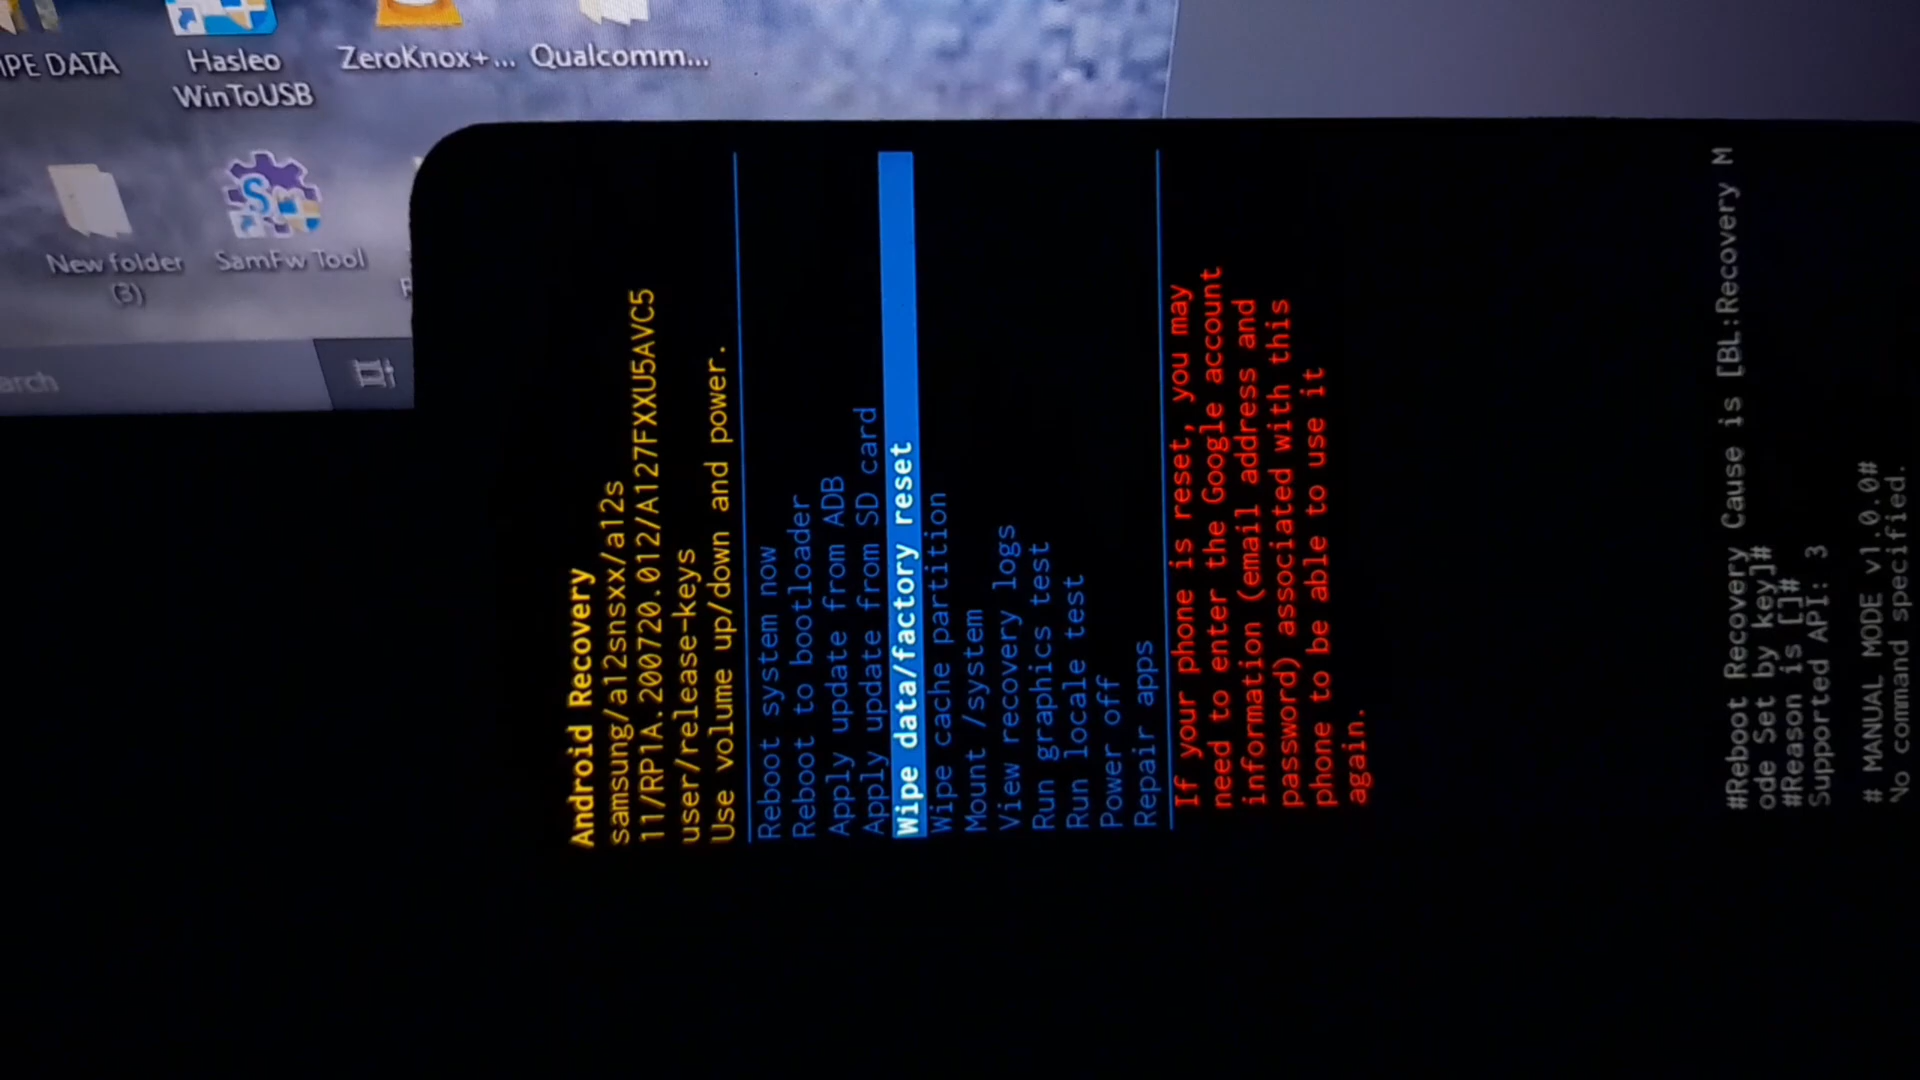 IPE DATA
Hasleo
WinToUSB
ZeroKnox+...
Qualcomm...
New folder
(3)
SamFw Tool
arch
Android Recovery
samsung/a12snsxx/a12s
11/RP1A.200720.012/A127FXXU5AVC5
user/release-keys
Use volume up/down and power.
Reboot system now
Reboot to bootloader
Apply update from ADB
Apply update from SD card
Wipe data/factory reset
Wipe cache partition
Mount /system
View recovery logs
Run graphics test
Run locale test
Power off
Repair apps
If your phone is reset, you may
need to enter the Google account
information (email address and
password) associated with this
phone to be able to use it
again.
#Reboot Recovery Cause is [BL:Recovery M
ode Set by key]#
#Reason is []#
Supported API: 3
# MANUAL MODE v1.0.0#
No command specified.